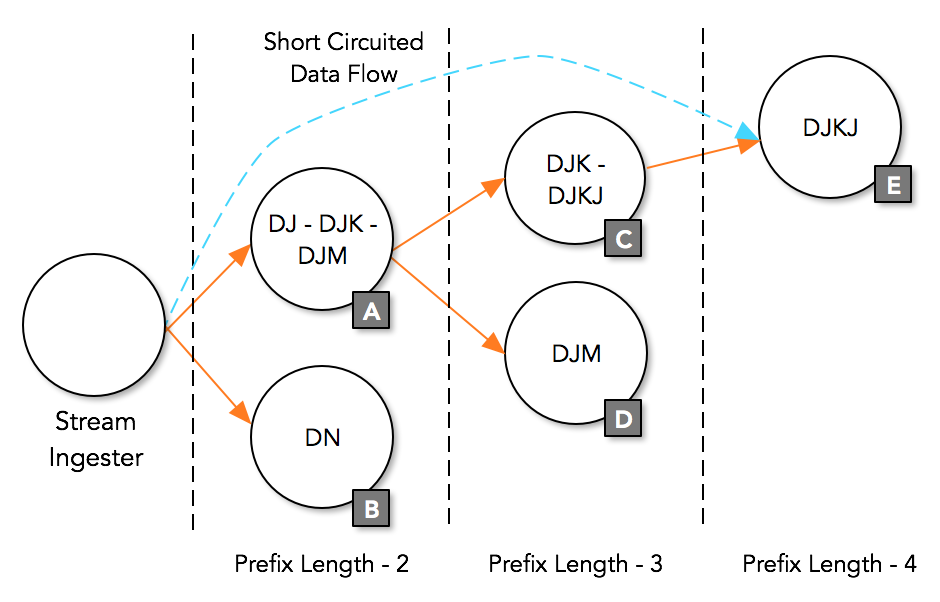 Short Circuited
Data Flow
DJKJ
E
DJK -
DJKJ
C
DJ - DJK -
DJM
A
DJM
D
Stream
Ingester
DN
B
Prefix Length - 2
Prefix Length - 3
Prefix Length - 4